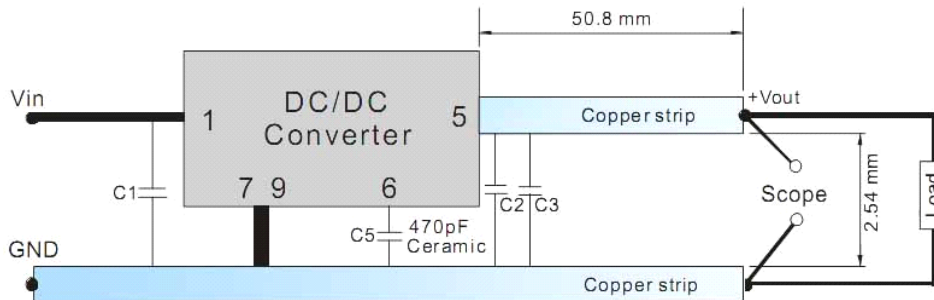 50.8 mm
Vin
DC/DC
Converter
1
5
Copper strip
+Vout
7 9
6
C1
C2
C3
C5
470pF
Ceramic
Scope
2.54 mm
Load
GND
Copper strip